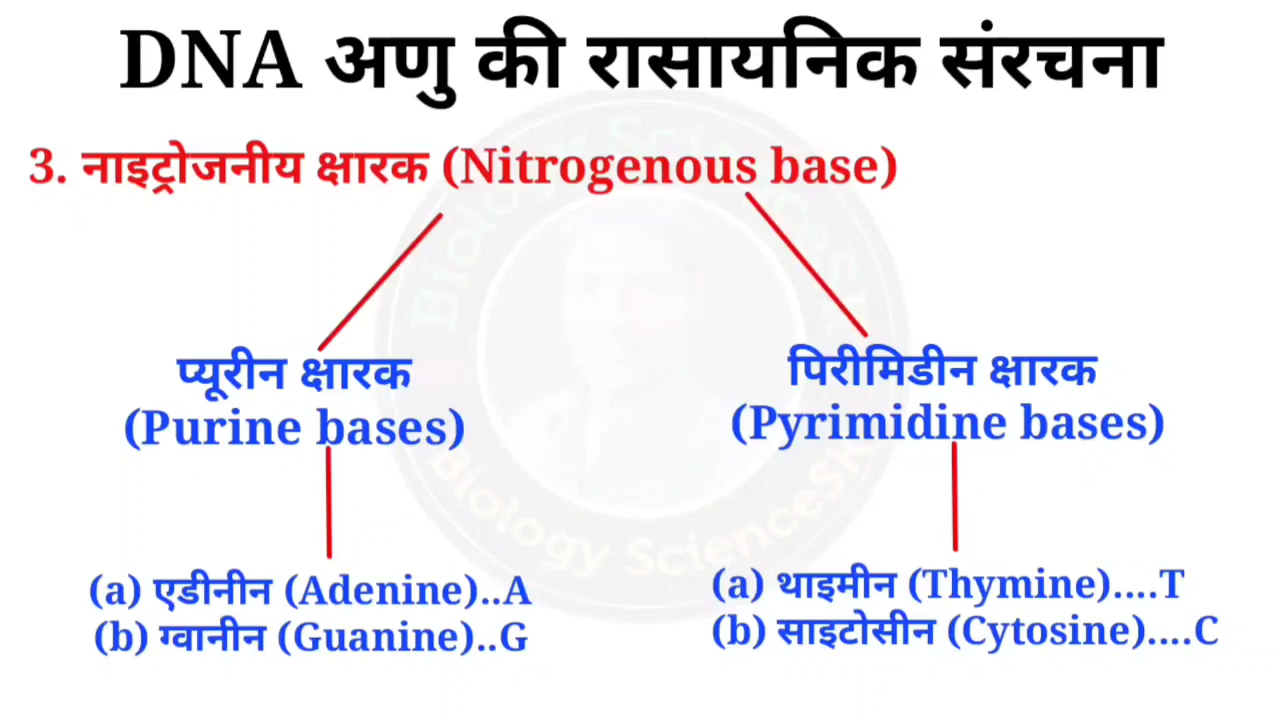 DNA अणु की रासायनिक संरचना
3. नाइट्रोजनीय क्षारक (Nitrogenous base)
प्यूरीन क्षारक
(Purine bases)
पिरीमिडीन क्षारक
(Pyrimidine bases)
(a) एडीनीन (Adenine)..A
(b) ग्वानीन (Guanine)..G
(a) थाइमीन (Thymine)....T
(b) साइटोसीन (Cytosine)....C